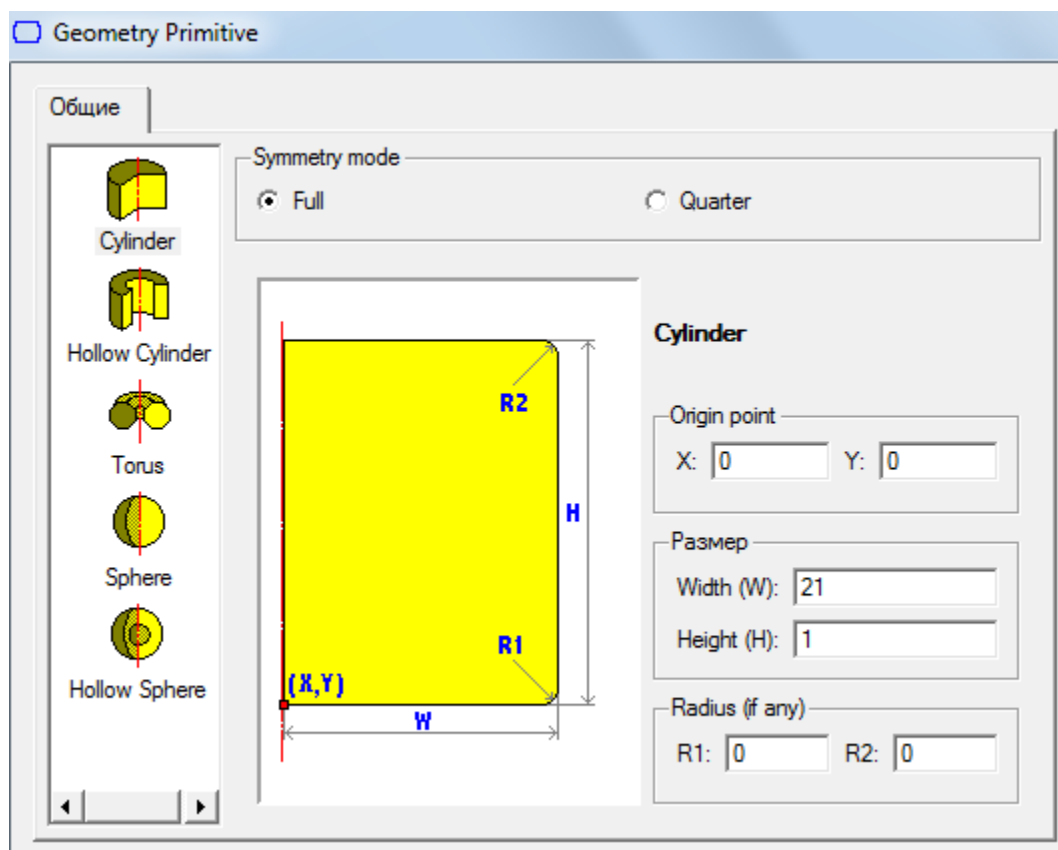 Geometry Primitive
Общие
Cylinder
Hollow Cylinder
Torus
Sphere
Hollow Sphere
Symmetry mode
Full Quarter
R2
H
R1
(X,Y)
W
Cylinder
Origin point
X: 0 Y: 0
Размер
Width (W): 21
Height (H): 1
Radius (if any)
R1: 0 R2: 0